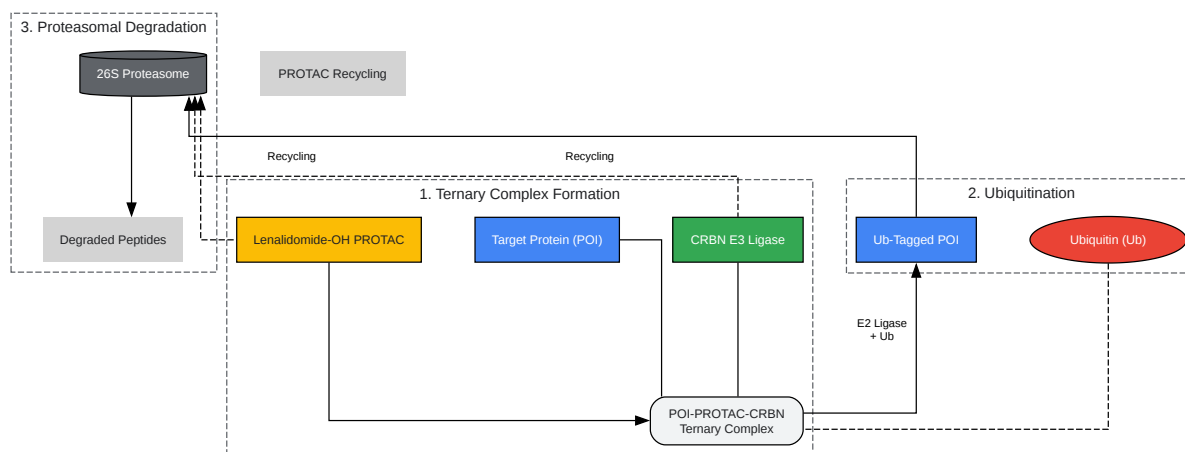 3. Proteasomal Degradation
26S Proteasome
PROTAC Recycling
Recycling
Recycling
1. Ternary Complex Formation
2. Ubiquitination
Degraded Peptides
Lenalidomide-OH PROTAC
Target Protein (POI)
CRBN E3 Ligase
Ub-Tagged POI
Ubiquitin (Ub)
E2 Ligase
+ Ub
POI-PROTAC-CRBN
Ternary Complex